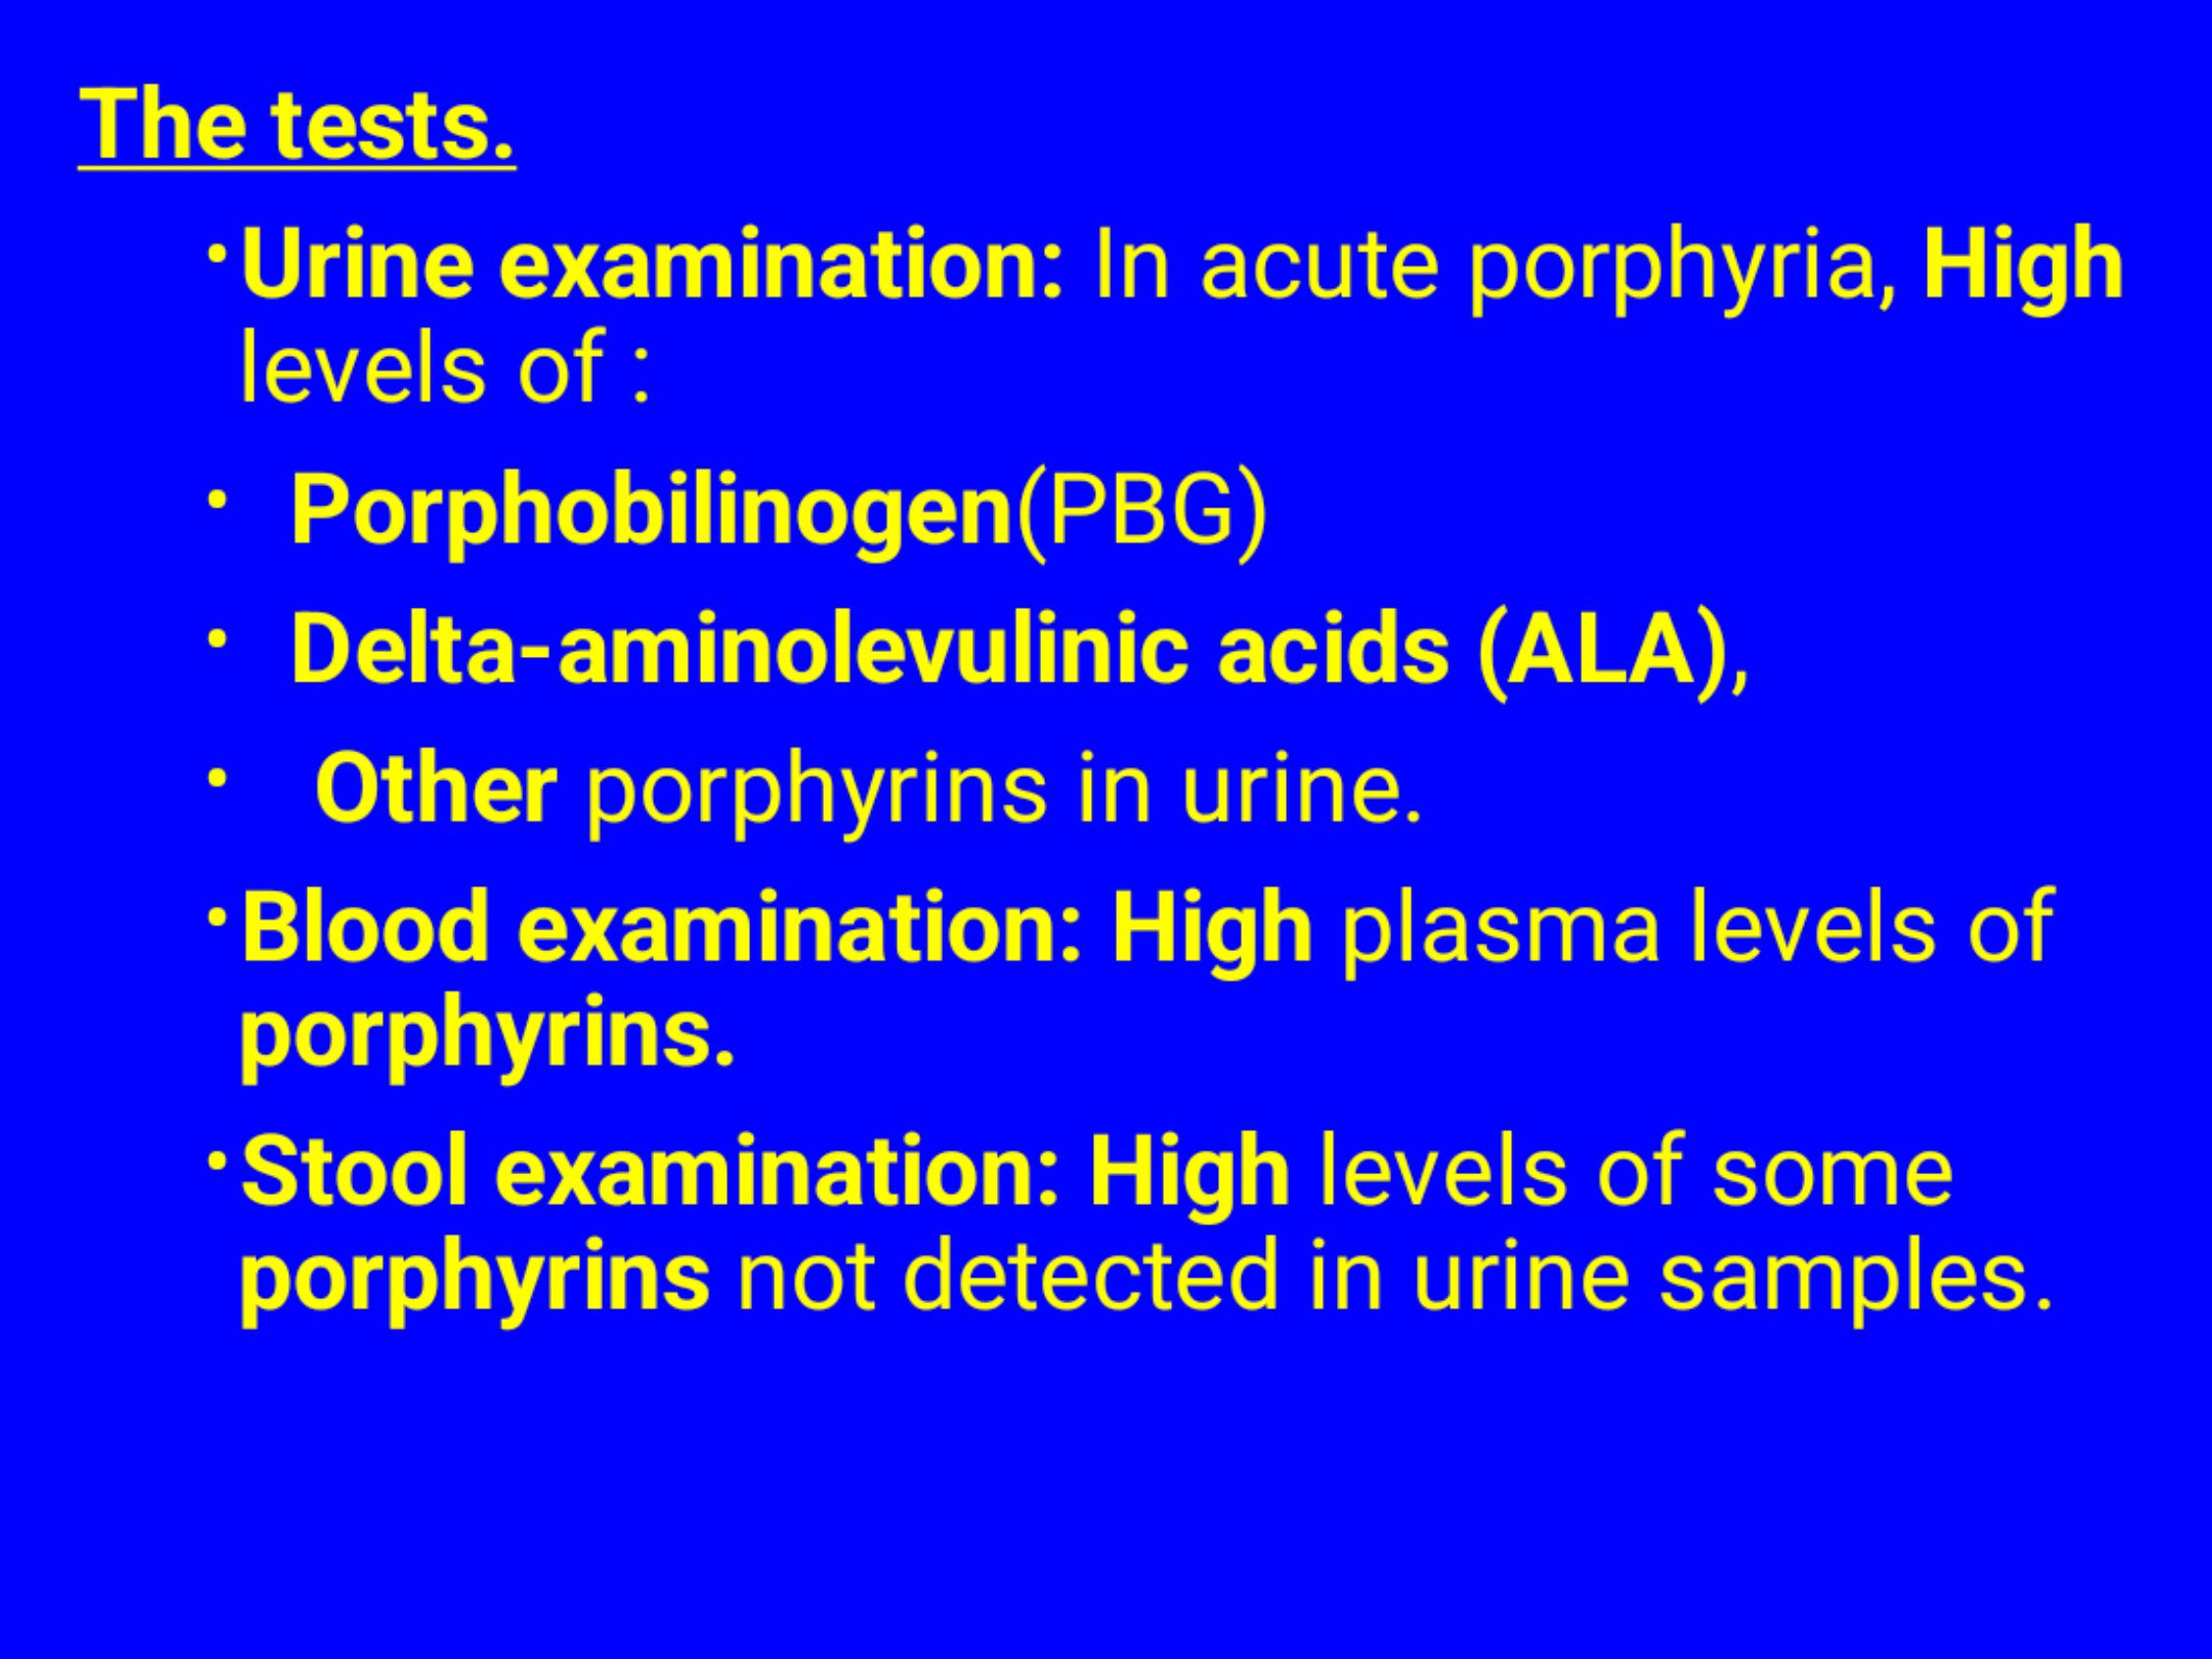 The tests.
• Urine examination: In acute porphyria, High
levels of :
• Porphobilinogen(PBG)
• Delta-aminolevulinic acids (ALA),
• Other porphyrins in urine.
• Blood examination: High plasma levels of
porphyrins.
• Stool examination: High levels of some
porphyrins not detected in urine samples.